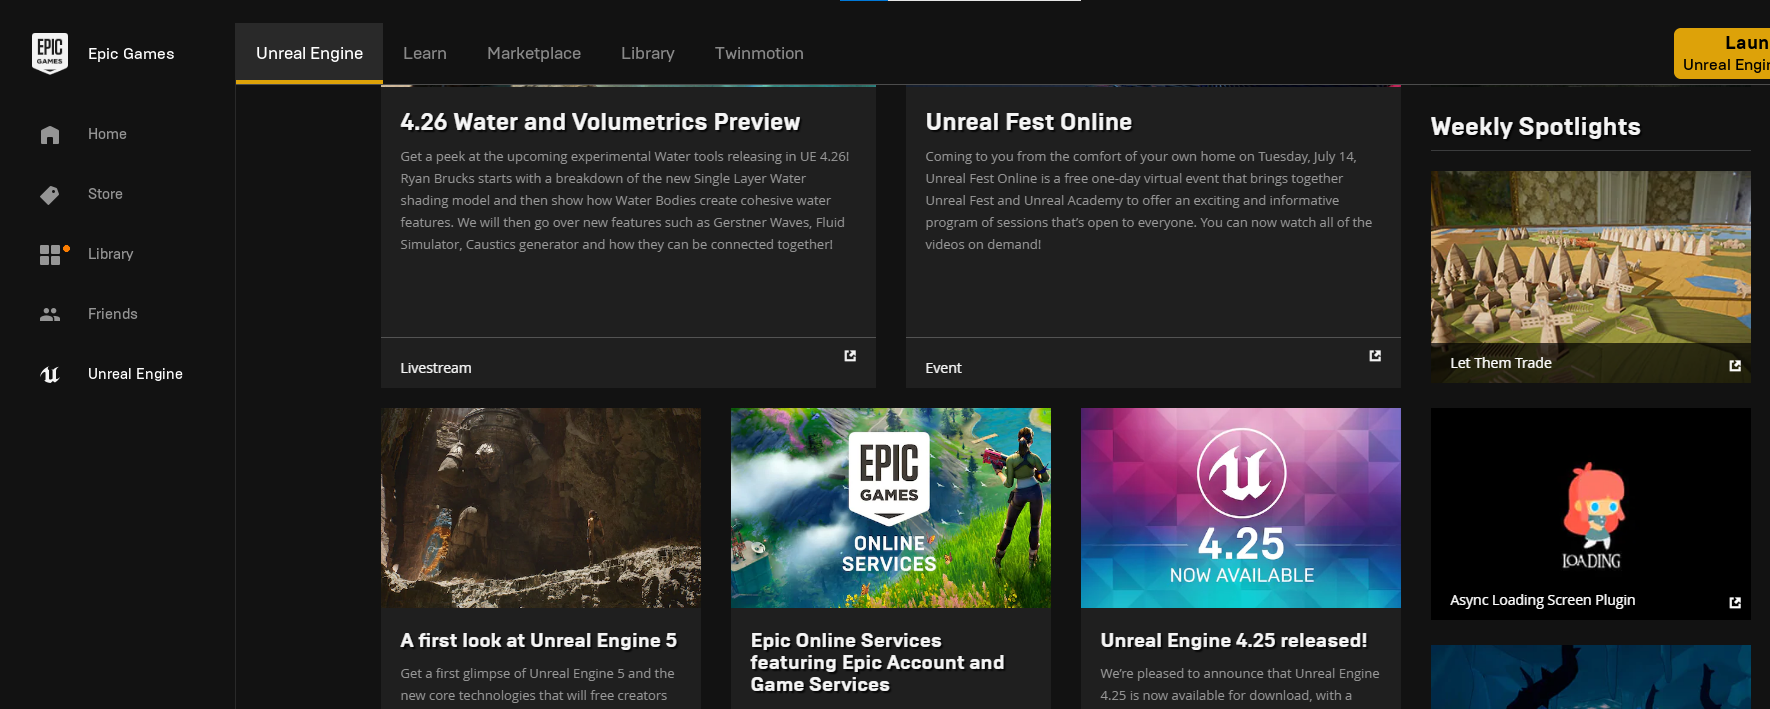 EPIC
GAMES
Epic Games
Unreal Engine
Learn
Marketplace
Library
Twinmotion
Laun
Unreal Engin
Home
Store
Library
Friends
Unreal Engine
4.26 Water and Volumetrics Preview
Get a peek at the upcoming experimental Water tools releasing in UE 4.26!
Ryan Brucks starts with a breakdown of the new Single Layer Water
shading model and then show how Water Bodies create cohesive water
features. We will then go over new features such as Gerstner Waves, Fluid
Simulator, Caustics generator and how they can be connected together!
Livestream
Unreal Fest Online
Coming to you from the comfort of your own home on Tuesday, July 14,
Unreal Fest Online is a free one-day virtual event that brings together
Unreal Fest and Unreal Academy to offer an exciting and informative
program of sessions that's open to everyone. You can now watch all of the
videos on demand!
Event
Weekly Spotlights
Let Them Trade
A first look at Unreal Engine 5
Get a first glimpse of Unreal Engine 5 and the
new core technologies that will free creators
EPIC
GAMES
ONLINE
SERVICES
Epic Online Services
featuring Epic Account and
Game Services
4.25
NOW AVAILABLE
Unreal Engine 4.25 released!
We're pleased to announce that Unreal Engine
4.25 is now available for download, with a
LOADING
Async Loading Screen Plugin